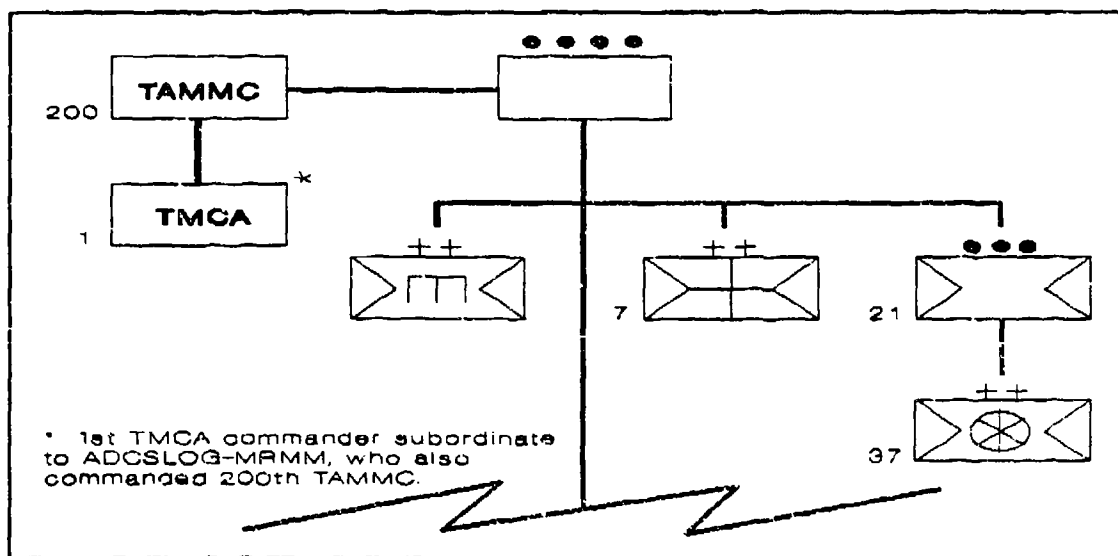 TAMMC
200
TMCA
*
1
7
21
37
* 1st TMCA commander subordinate
to ADCSLOG-MRMM, who also
commanded 200th TAMMC.